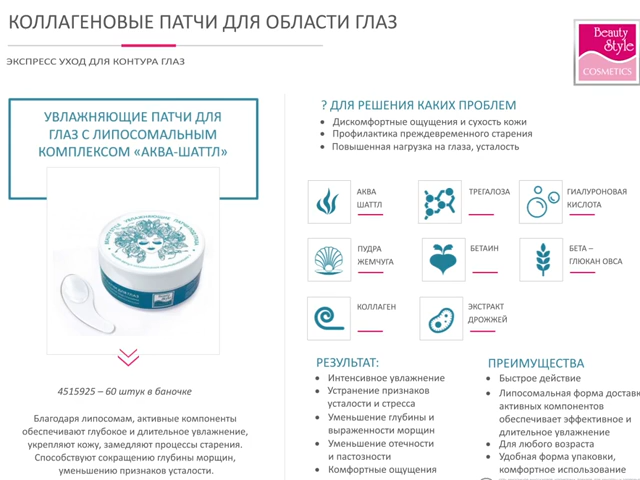 КОЛЛАГЕНОВЫЕ ПАТЧИ ДЛЯ ОБЛАСТИ ГЛАЗ
ЭКСПРЕСС УХОД ДЛЯ КОНТУРА ГЛАЗ
Beauty
Style
COSMETICS
УВЛАЖНЯЮЩИЕ ПАТЧИ ДЛЯ
ГЛАЗ С ЛИПОСОМАЛЬНЫМ
КОМПЛЕКСОМ «АКВА-ШАТТЛ»
4515925 – 60 штук в баночке
Благодаря липосомам, активные компоненты
обеспечивают глубокое и длительное увлажнение,
укрепляют кожу, замедляют процессы старения.
Способствуют сокращению глубины морщин,
уменьшению признаков усталости.
? ДЛЯ РЕШЕНИЯ КАКИХ ПРОБЛЕМ
• Дискомфортные ощущения и сухость кожи
• Профилактика преждевременного старения
• Повышенная нагрузка на глаза, усталость
АКВА
ШАТТЛ
ТРЕГАЛОЗА
ГИАЛУРОНОВАЯ
КИСЛОТА
ПУДРА
ЖЕМЧУГА
БЕТАИН
БЕТА –
ГЛЮКАН ОВСА
КОЛЛАГЕН
ЭКСТРАКТ
ДРОЖЖЕЙ
РЕЗУЛЬТАТ:
• Интенсивное увлажнение
• Устранение признаков
усталости и стресса
• Уменьшение глубины и
выраженности морщин
• Уменьшение отечности
и пастозности
• Комфортные ощущения
ПРЕИМУЩЕСТВА
• Быстрое действие
• Липосомальная форма достав
активных компонентов
обеспечивает эффективное и
длительное увлажнение
• Для любого возраста
• Удобная форма упаковки,
комфортное использование